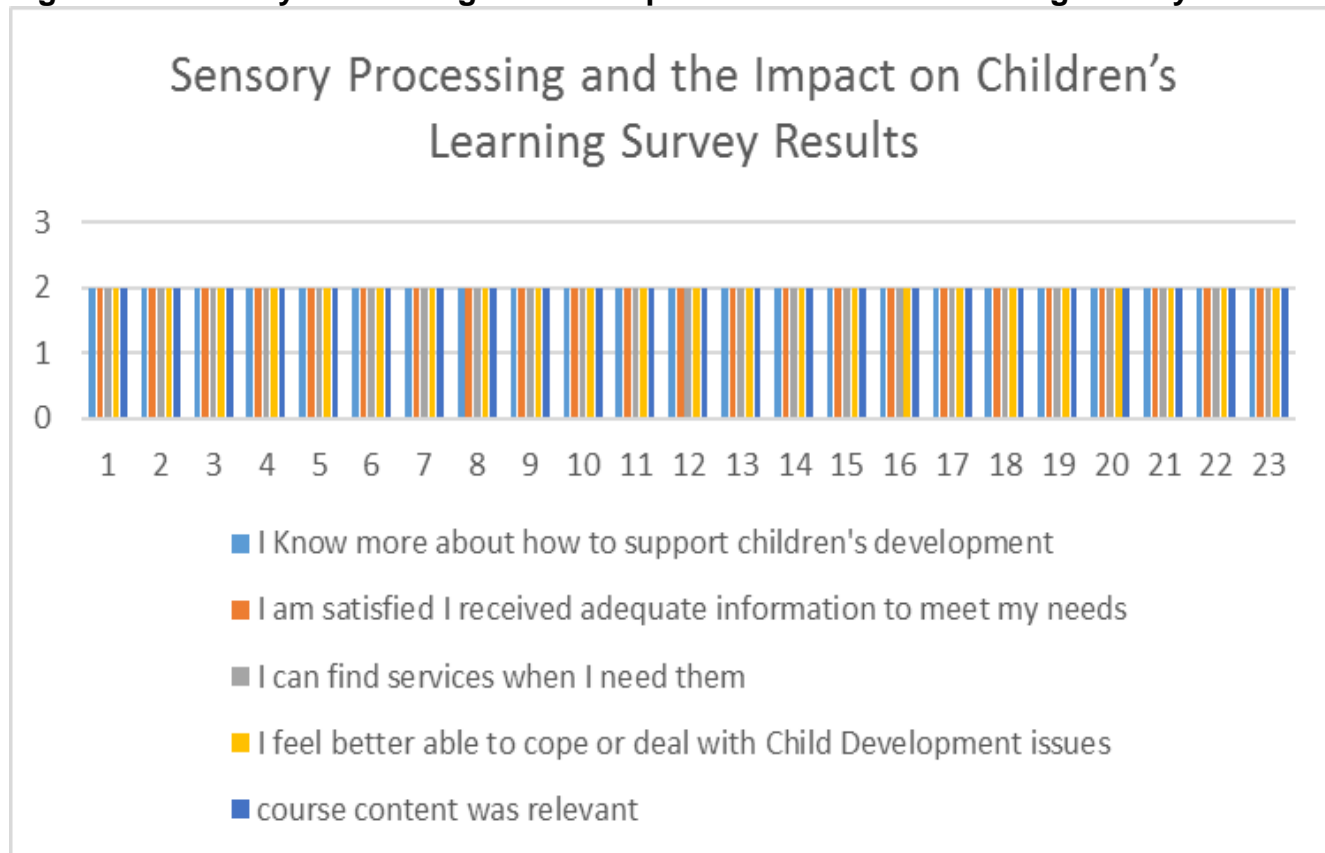 Sensory Processing and the Impact on Children's
Learning Survey Results
3
2
1
0
1 2 3 4 5 6 7 8 9 10 11 12 13 14 15 16 17 18 19 20 21 22 23
I Know more about how to support children's development
I am satisfied I received adequate information to meet my needs
I can find services when I need them
I feel better able to cope or deal with Child Development issues
course content was relevant